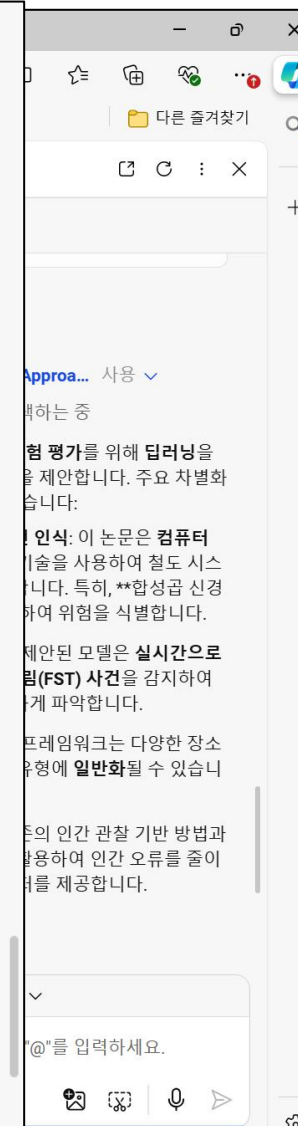 다른 즐겨찾기
Approa... 사용
색하는 중
험 평가를 위해 딥러닝을
을 제안합니다. 주요 차별화
습니다:
인식: 이 논문은 컴퓨터
기술을 사용하여 철도 시스
합니다. 특히, **합성곱 신경
하여 위험을 식별합니다.
제안된 모델은 실시간으로
림(FST) 사건을 감지하여
하게 파악합니다.
프레임워크는 다양한 장소
유형에 일반화될 수 있습니
존의 인간 관찰 기반 방법과
활용하여 인간 오류를 줄이
를 제공합니다.
"@"를 입력하세요.